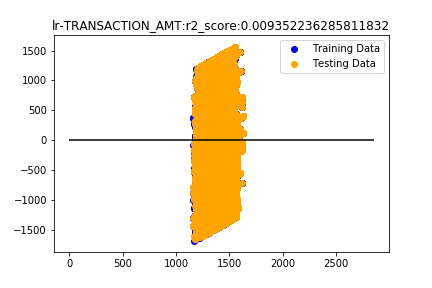 lr-TRANSACTION_AMT:r2_score:0.009352236285811832
Training Data
Testing Data
1500
1000
500
0
−500
−1000
−1500
0 500 1000 1500 2000 2500